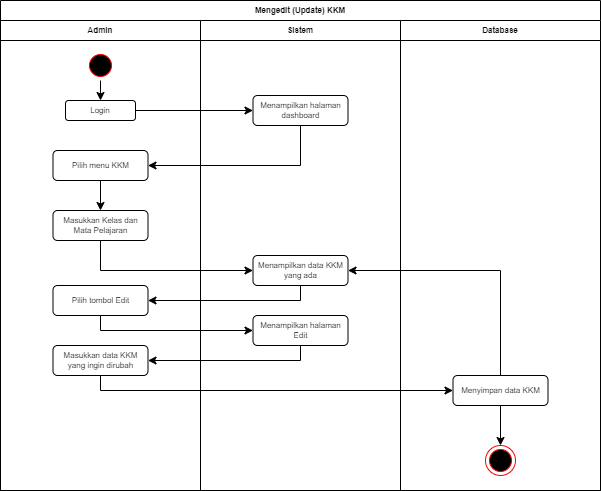 Mengedit (Update) KKM
Admin
Sistem
Database
Login
Menampilkan halaman
dashboard
Pilih menu KKM
Masukkan Kelas dan
Mata Pelajaran
Menampilkan data KKM
yang ada
Pilih tombol Edit
Menampilkan halaman
Edit
Masukkan data KKM
yang ingin dirubah
Menyimpan data KKM